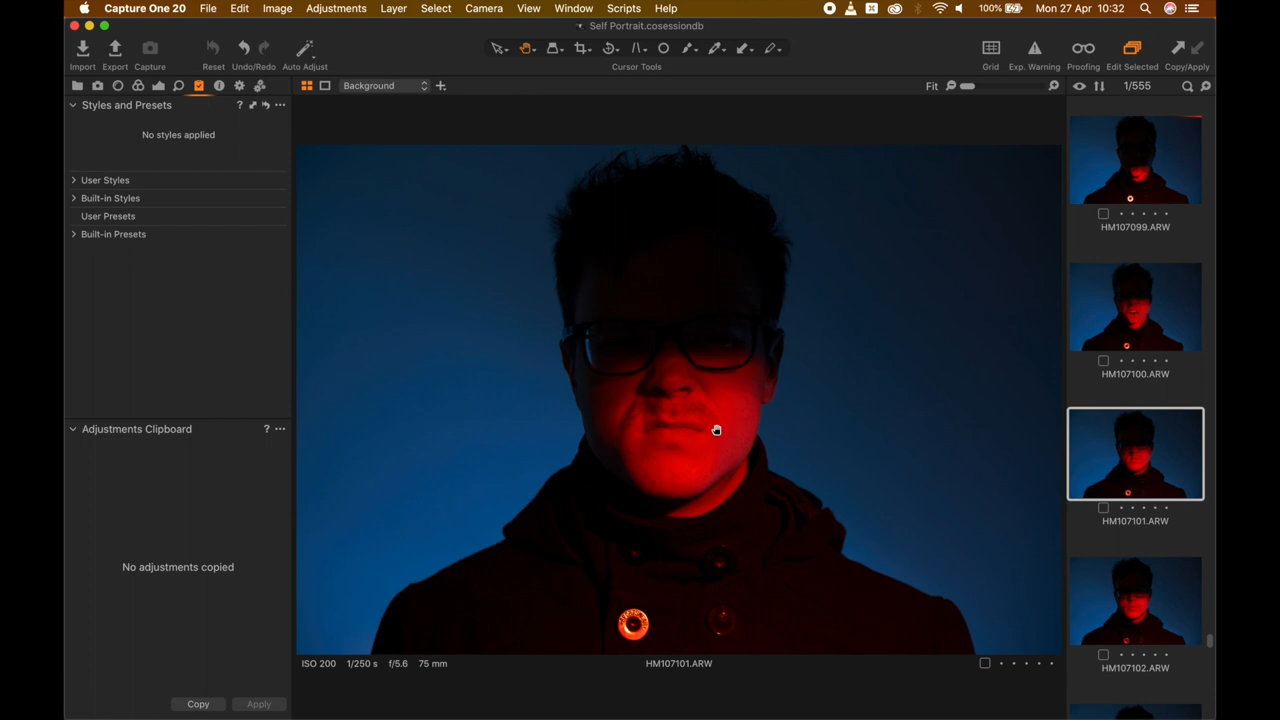 Capture One 20 File Edit Image Adjustments Layer Select Camera View Window Scripts Help 100% Mon 27 Apr 10:32
Self Portrait.cosessiondb
Import Export Capture Reset Undo/Redo Auto Adjust Cursor Tools Grid Exp. Warning Proofing Edit Selected Copy/Apply
Background Fit 1/555
Styles and Presets ?
No styles applied
User Styles
Built-in Styles
User Presets
Built-in Presets
Adjustments Clipboard ?
No adjustments copied
Copy Apply
ISO 200 1/250 s f/5.6 75 mm HM107101.ARW
HM107099.ARW
HM107100.ARW
HM107101.ARW
HM107102.ARW